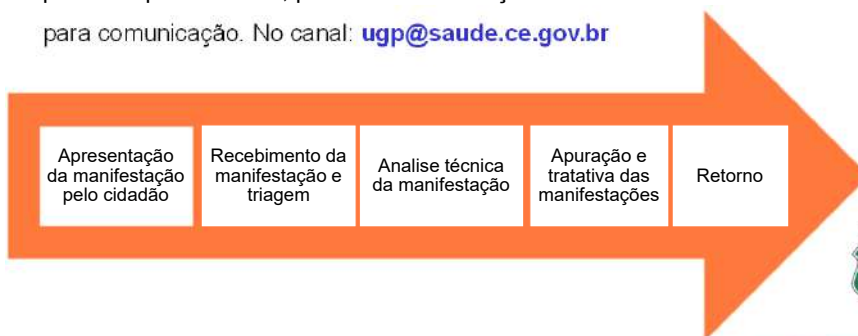 para comunicação. No canal: ugp@saude.ce.gov.br
Apresentação
da manifestação
pelo cidadão
Recebimento da
manifestação e
triagem
Analise técnica
da manifestação
Apuração e
tratativa das
manifestações
Retorno